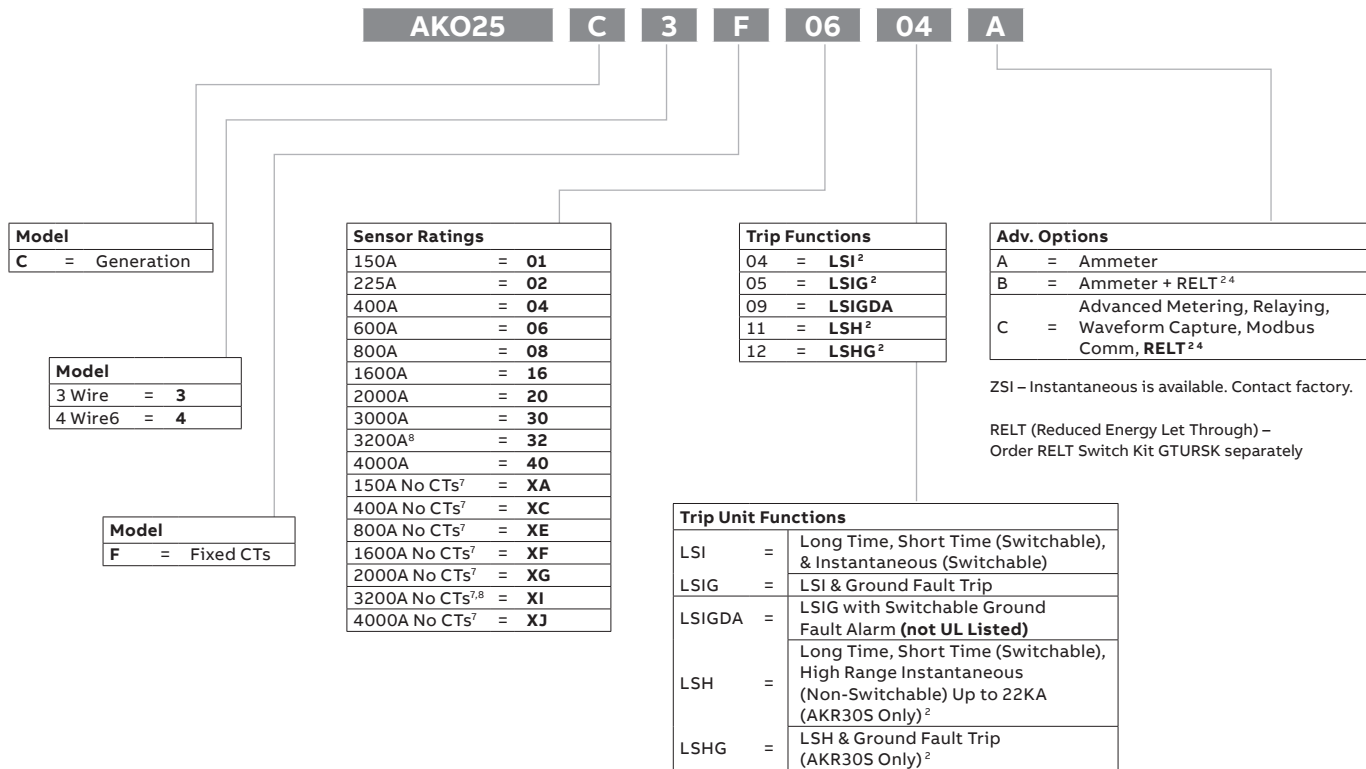 AKO25 C 3 F 06 04 A
Model
C = Generation
Model
3 Wire = 3
4 Wire6 = 4
Model
F = Fixed CTs
Sensor Ratings
150A = 01
225A = 02
400A = 04
600A = 06
800A = 08
1600A = 16
2000A = 20
3000A = 30
3200A⁸ = 32
4000A = 40
150A No CTs⁷ = XA
400A No CTs⁷ = XC
800A No CTs⁷ = XE
1600A No CTs⁷ = XF
2000A No CTs⁷ = XG
3200A No CTs⁷,⁸ = XI
4000A No CTs⁷ = XJ
Trip Functions
04 = LSI²
05 = LSIG²
09 = LSIGDA
11 = LSH²
12 = LSHG²
Adv. Options
A = Ammeter
B = Ammeter + RELT² ⁴
C = Advanced Metering, Relaying,
Waveform Capture, Modbus
Comm, RELT² ⁴
ZSI – Instantaneous is available. Contact factory.
RELT (Reduced Energy Let Through) –
Order RELT Switch Kit GTURSK separately
Trip Unit Functions
LSI = Long Time, Short Time (Switchable),
& Instantaneous (Switchable)
LSIG = LSI & Ground Fault Trip
LSIGDA = LSIG with Switchable Ground
Fault Alarm (not UL Listed)
LSH = Long Time, Short Time (Switchable),
High Range Instantaneous
(Non-Switchable) Up to 22KA
(AKR30S Only)²
LSHG = LSH & Ground Fault Trip
(AKR30S Only)²